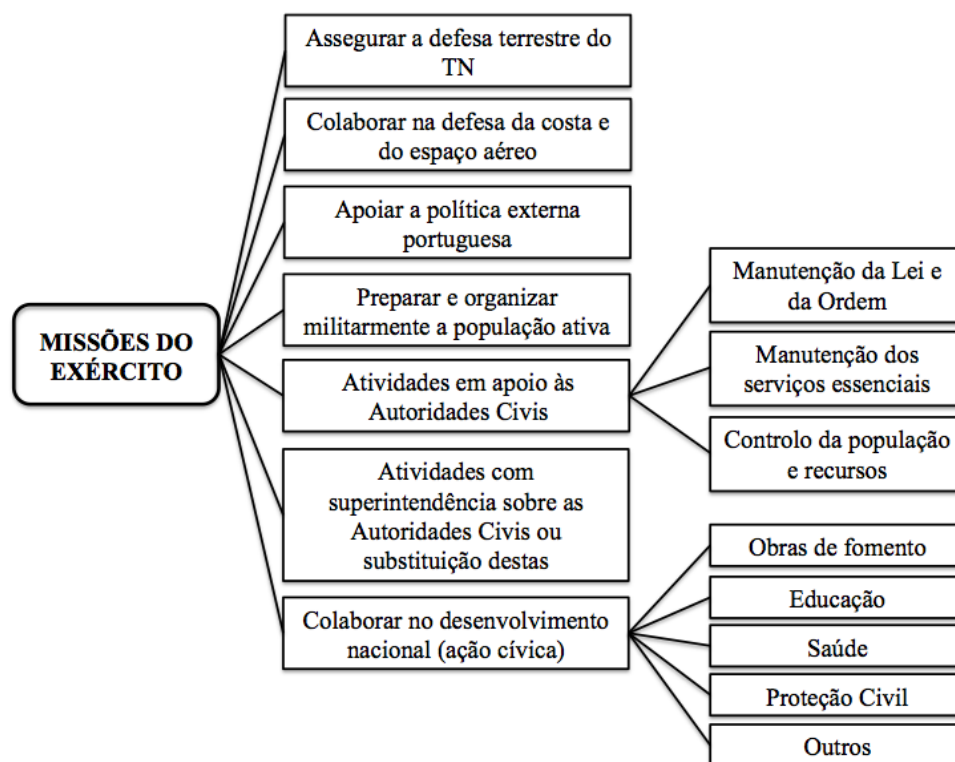 MISSÕES DO
EXÉRCITO
Assegurar a defesa terrestre do
TN
Colaborar na defesa da costa e
do espaço aéreo
Apoiar a política externa
portuguesa
Preparar e organizar
militarmente a população ativa
Atividades em apoio às
Autoridades Civis
Manutenção da Lei e
da Ordem
Manutenção dos
serviços essenciais
Controlo da população
e recursos
Atividades com
superintendência sobre as
Autoridades Civis ou
substituição destas
Colaborar no desenvolvimento
nacional (ação cívica)
Obras de fomento
Educação
Saúde
Proteção Civil
Outros